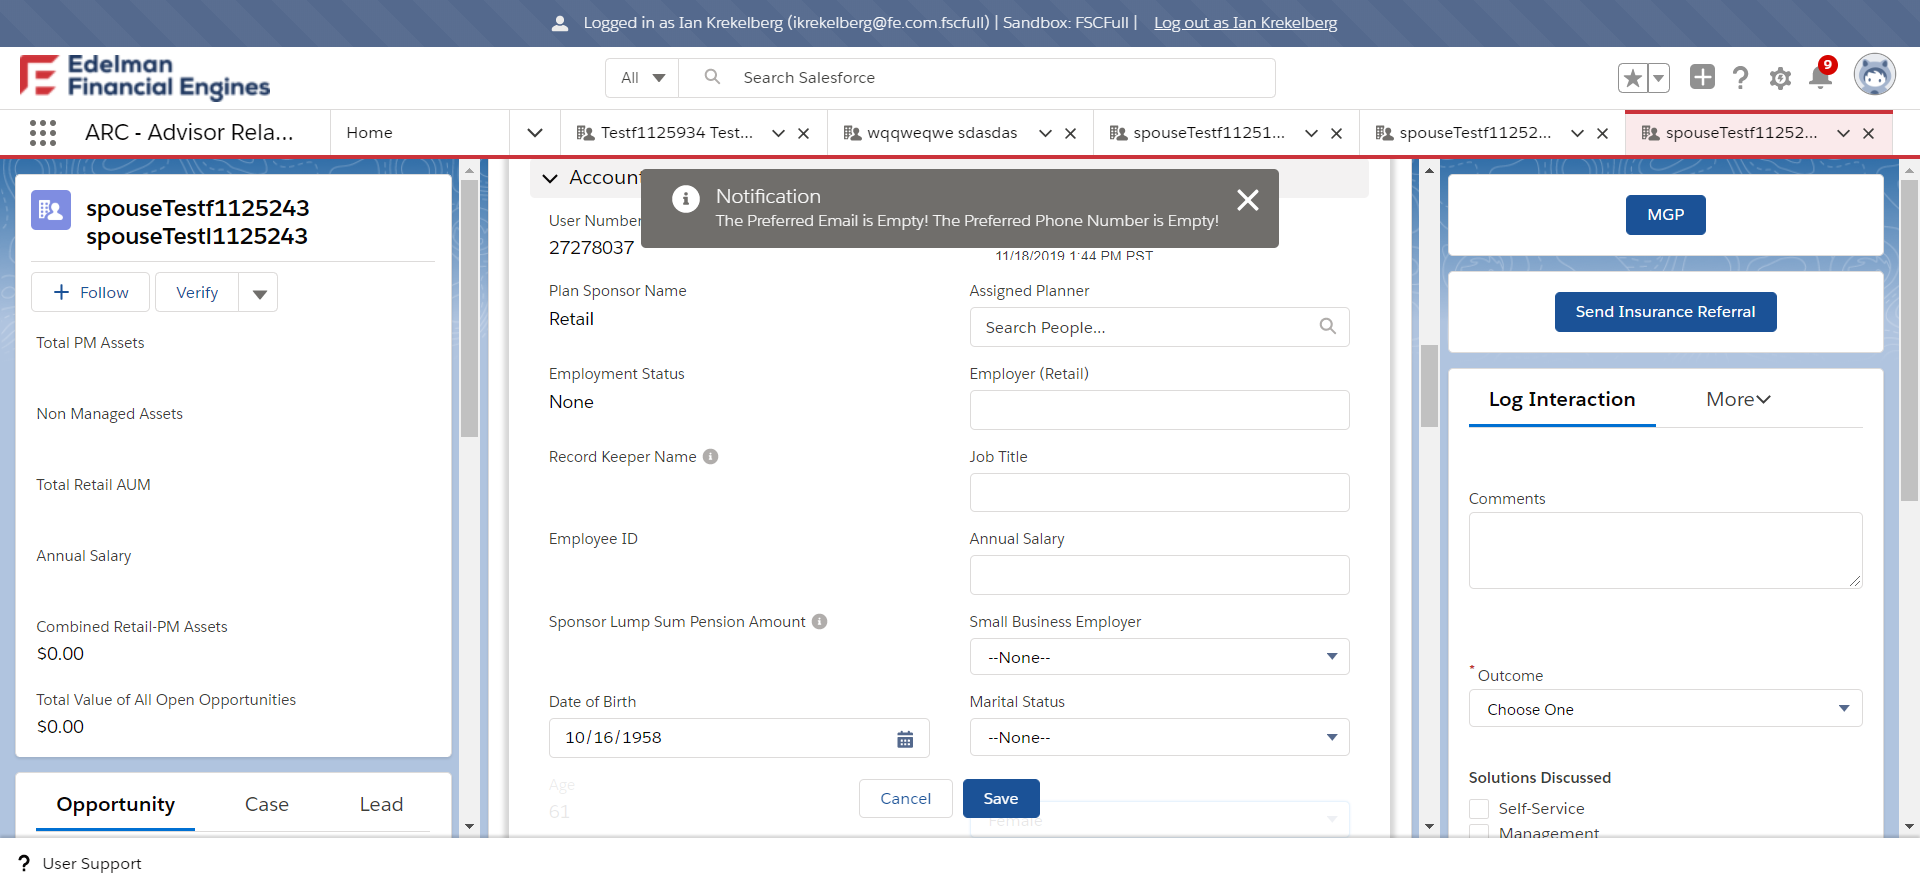 Logged in as Ian Krekelberg (ikrekelberg@fe.com.fscfull) | Sandbox: FSCFull | Log out as Ian Krekelberg
Edelman
Financial Engines
All
Search Salesforce
9
ARC - Advisor Rela...
Home
Testf1125934 Test...
wqqweqwe sdasdas
spouseTestf11251...
spouseTestf11252...
spouseTestf11252...
spouseTestf1125243
spouseTestl1125243
Follow
Verify
Total PM Assets
Non Managed Assets
Total Retail AUM
Annual Salary
Combined Retail-PM Assets
$0.00
Total Value of All Open Opportunities
$0.00
Opportunity
Case
Lead
Notification
The Preferred Email is Empty! The Preferred Phone Number is Empty!
User Number
27278037
11/18/2019 1:44 PM PST
Plan Sponsor Name
Retail
Assigned Planner
Search People...
Employment Status
None
Employer (Retail)
Record Keeper Name
Job Title
Employee ID
Annual Salary
Sponsor Lump Sum Pension Amount
Small Business Employer
--None--
Date of Birth
10/16/1958
Marital Status
--None--
Age
61
Female
Cancel
Save
MGP
Send Insurance Referral
Log Interaction
More
Comments
* Outcome
Choose One
Solutions Discussed
Self-Service
Management
? User Support